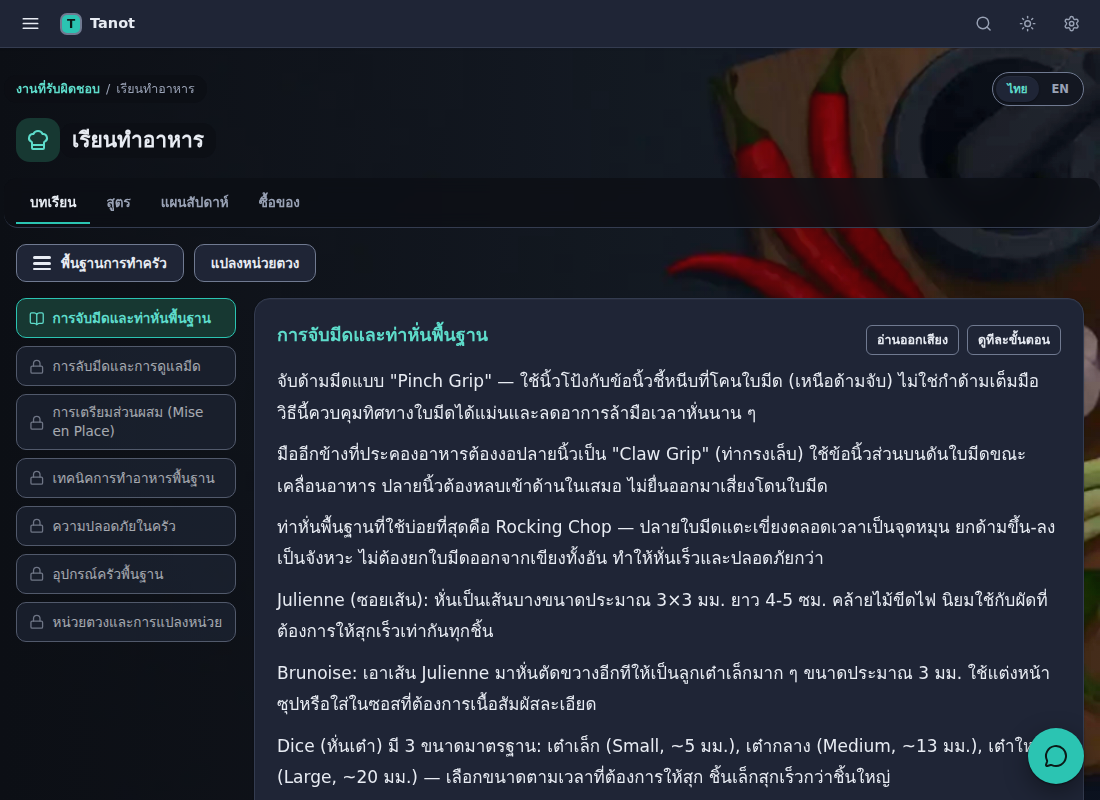 Tanot
งานที่รับผิดชอบ / เรียนทำอาหาร
ไทย EN
เรียนทำอาหาร
บทเรียน สูตร แผนสัปดาห์ ซื้อของ
พื้นฐานการทำครัว แปลงหน่วยตวง
การจับมีดและท่าหั่นพื้นฐาน
การลับมีดและการดูแลมีด
การเตรียมส่วนผสม (Mise
en Place)
เทคนิคการทำอาหารพื้นฐาน
ความปลอดภัยในครัว
อุปกรณ์ครัวพื้นฐาน
หน่วยตวงและการแปลงหน่วย
การจับมีดและท่าหั่นพื้นฐาน
อ่านออกเสียง ดูทีละขั้นตอน
จับด้ามมีดแบบ "Pinch Grip" — ใช้นิ้วโป้งกับข้อนิ้วชี้หนีบที่โคนใบมีด (เหนือด้ามจับ) ไม่ใช่กำด้ามเต็มมือ
วิธีนี้ควบคุมทิศทางใบมีดได้แม่นและลดอาการล้ามือเวลาหั่นนาน ๆ
มืออีกข้างที่ประคองอาหารต้องงอปลายนิ้วเป็น "Claw Grip" (ท่ากรงเล็บ) ใช้ข้อนิ้วส่วนบนดันใบมีดขณะ
เคลื่อนอาหาร ปลายนิ้วต้องหลบเข้าด้านในเสมอ ไม่ยื่นออกมาเสี่ยงโดนใบมีด
ท่าหั่นพื้นฐานที่ใช้บ่อยที่สุดคือ Rocking Chop — ปลายใบมีดแตะเขี่ยงตลอดเวลาเป็นจุดหมุน ยกด้ามขึ้น-ลง
เป็นจังหวะ ไม่ต้องยกใบมีดออกจากเขียงทั้งอัน ทำให้หั่นเร็วและปลอดภัยกว่า
Julienne (ซอยเส้น): หั่นเป็นเส้นบางขนาดประมาณ 3×3 มม. ยาว 4-5 ซม. คล้ายไม้ขีดไฟ นิยมใช้กับผัดที่
ต้องการให้สุกเร็วเท่ากันทุกชิ้น
Brunoise: เอาเส้น Julienne มาหั่นตัดขวางอีกทีให้เป็นลูกเต๋าเล็กมาก ๆ ขนาดประมาณ 3 มม. ใช้แต่งหน้า
ซุปหรือใส่ในซอสที่ต้องการเนื้อสัมผัสละเอียด
Dice (หั่นเต๋า) มี 3 ขนาดมาตรฐาน: เต๋าเล็ก (Small, ~5 มม.), เต๋ากลาง (Medium, ~13 มม.),
(Large, ~20 มม.) — เลือกขนาดตามเวลาที่ต้องการให้สุก ชิ้นเล็กสุกเร็วกว่าชิ้นใหญ่